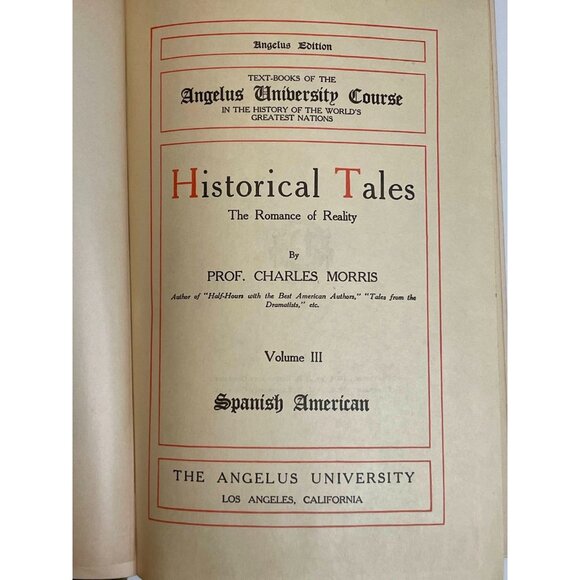 Angelus Edition
TEXT-BOOKS OF THE
Angelus University Course
IN THE HISTORY OF THE WORLD'S
GREATEST NATIONS
Historical Tales
The Romance of Reality
By
PROF. CHARLES MORRIS
Author of "Half-Hours with the Best American Authors," "Tales from the
Dramatists," etc.
Volume III
Spanish American
THE ANGELUS UNIVERSITY
LOS ANGELES, CALIFORNIA